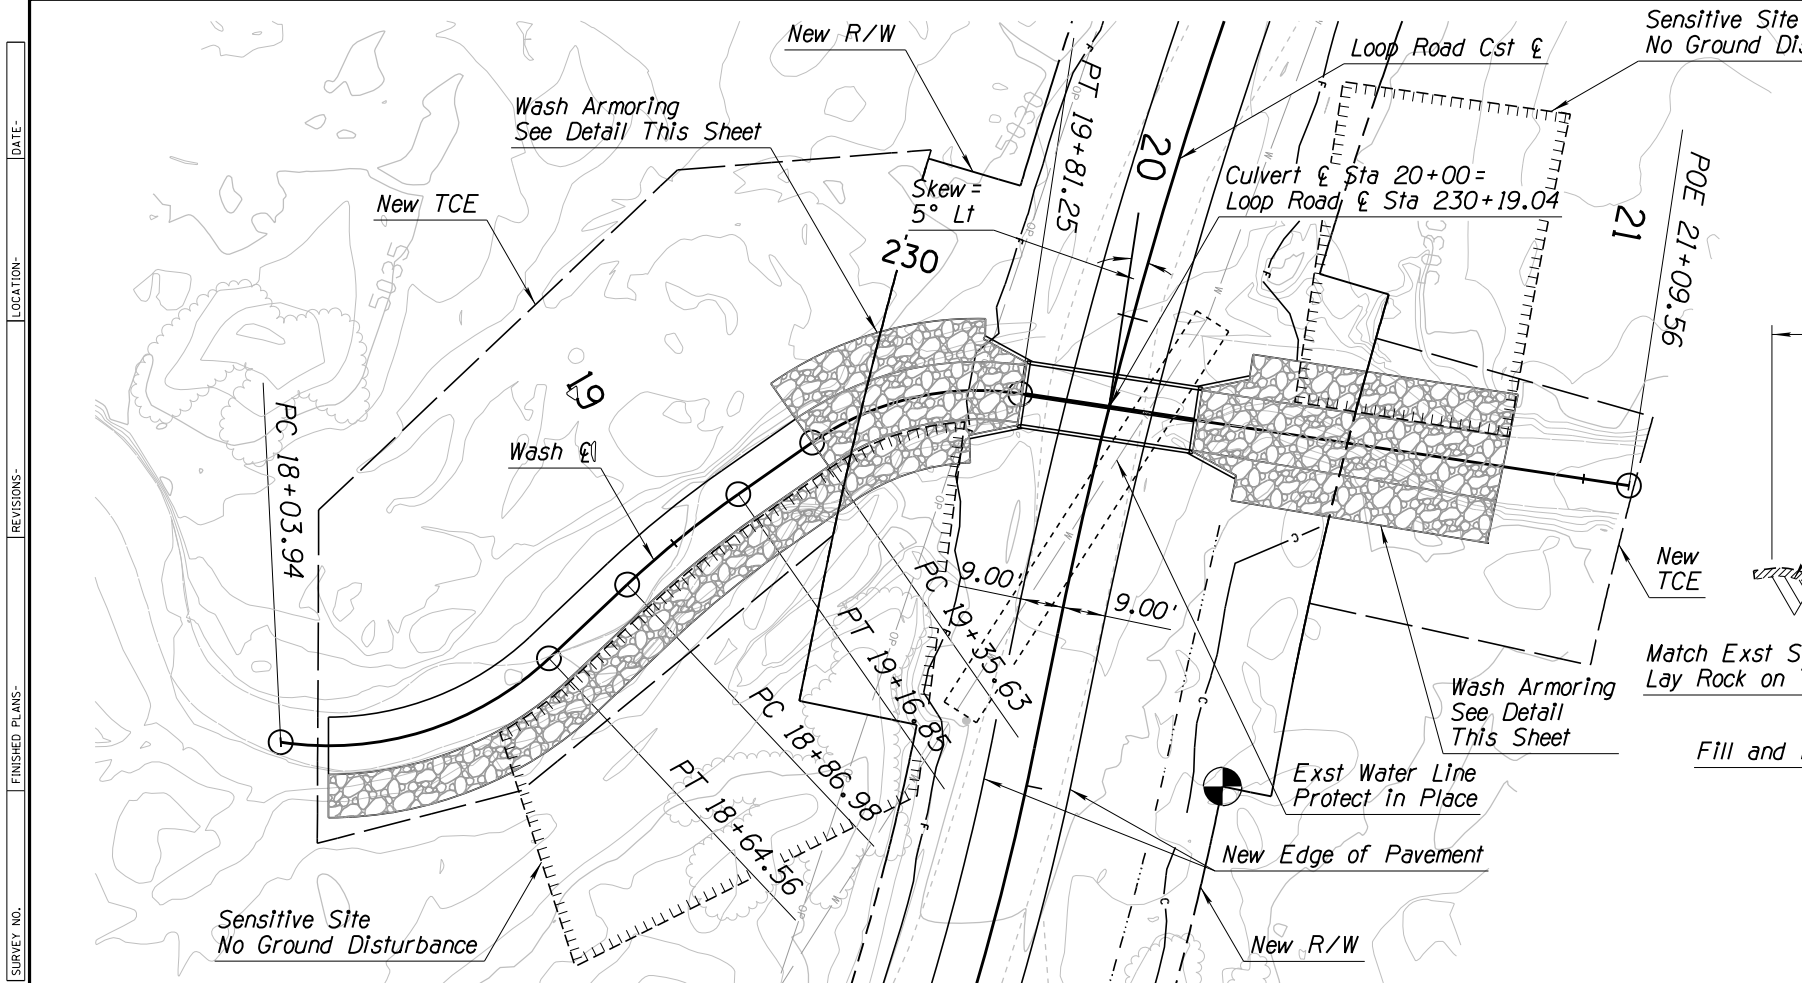 New R/W
Loop Road Cst ℄
Sensitive Site
No Ground
Wash Armoring
See Detail This Sheet
PT 19+81.25
20
Culvert ℄ Sta 20+00=
Loop Road ℄ Sta 230+19.04
POE 21+09.56
21
New TCE
Skew =
5° Lt
230
5030
5035
5030
19
Wash ℄
PC 18+03.94
9.00'
9.00'
PC 19+35.63
PT 19+16.85
PC 18+86.98
PT 18+64.56
New
TCE
Match Exst
Lay Rock on
Wash Armoring
See Detail
This Sheet
Fill and
Exst Water Line
Protect in Place
New Edge of Pavement
Sensitive Site
No Ground Disturbance
New R/W
DATE-
LOCATION-
REVISIONS-
FINISHED PLANS-
SURVEY NO.